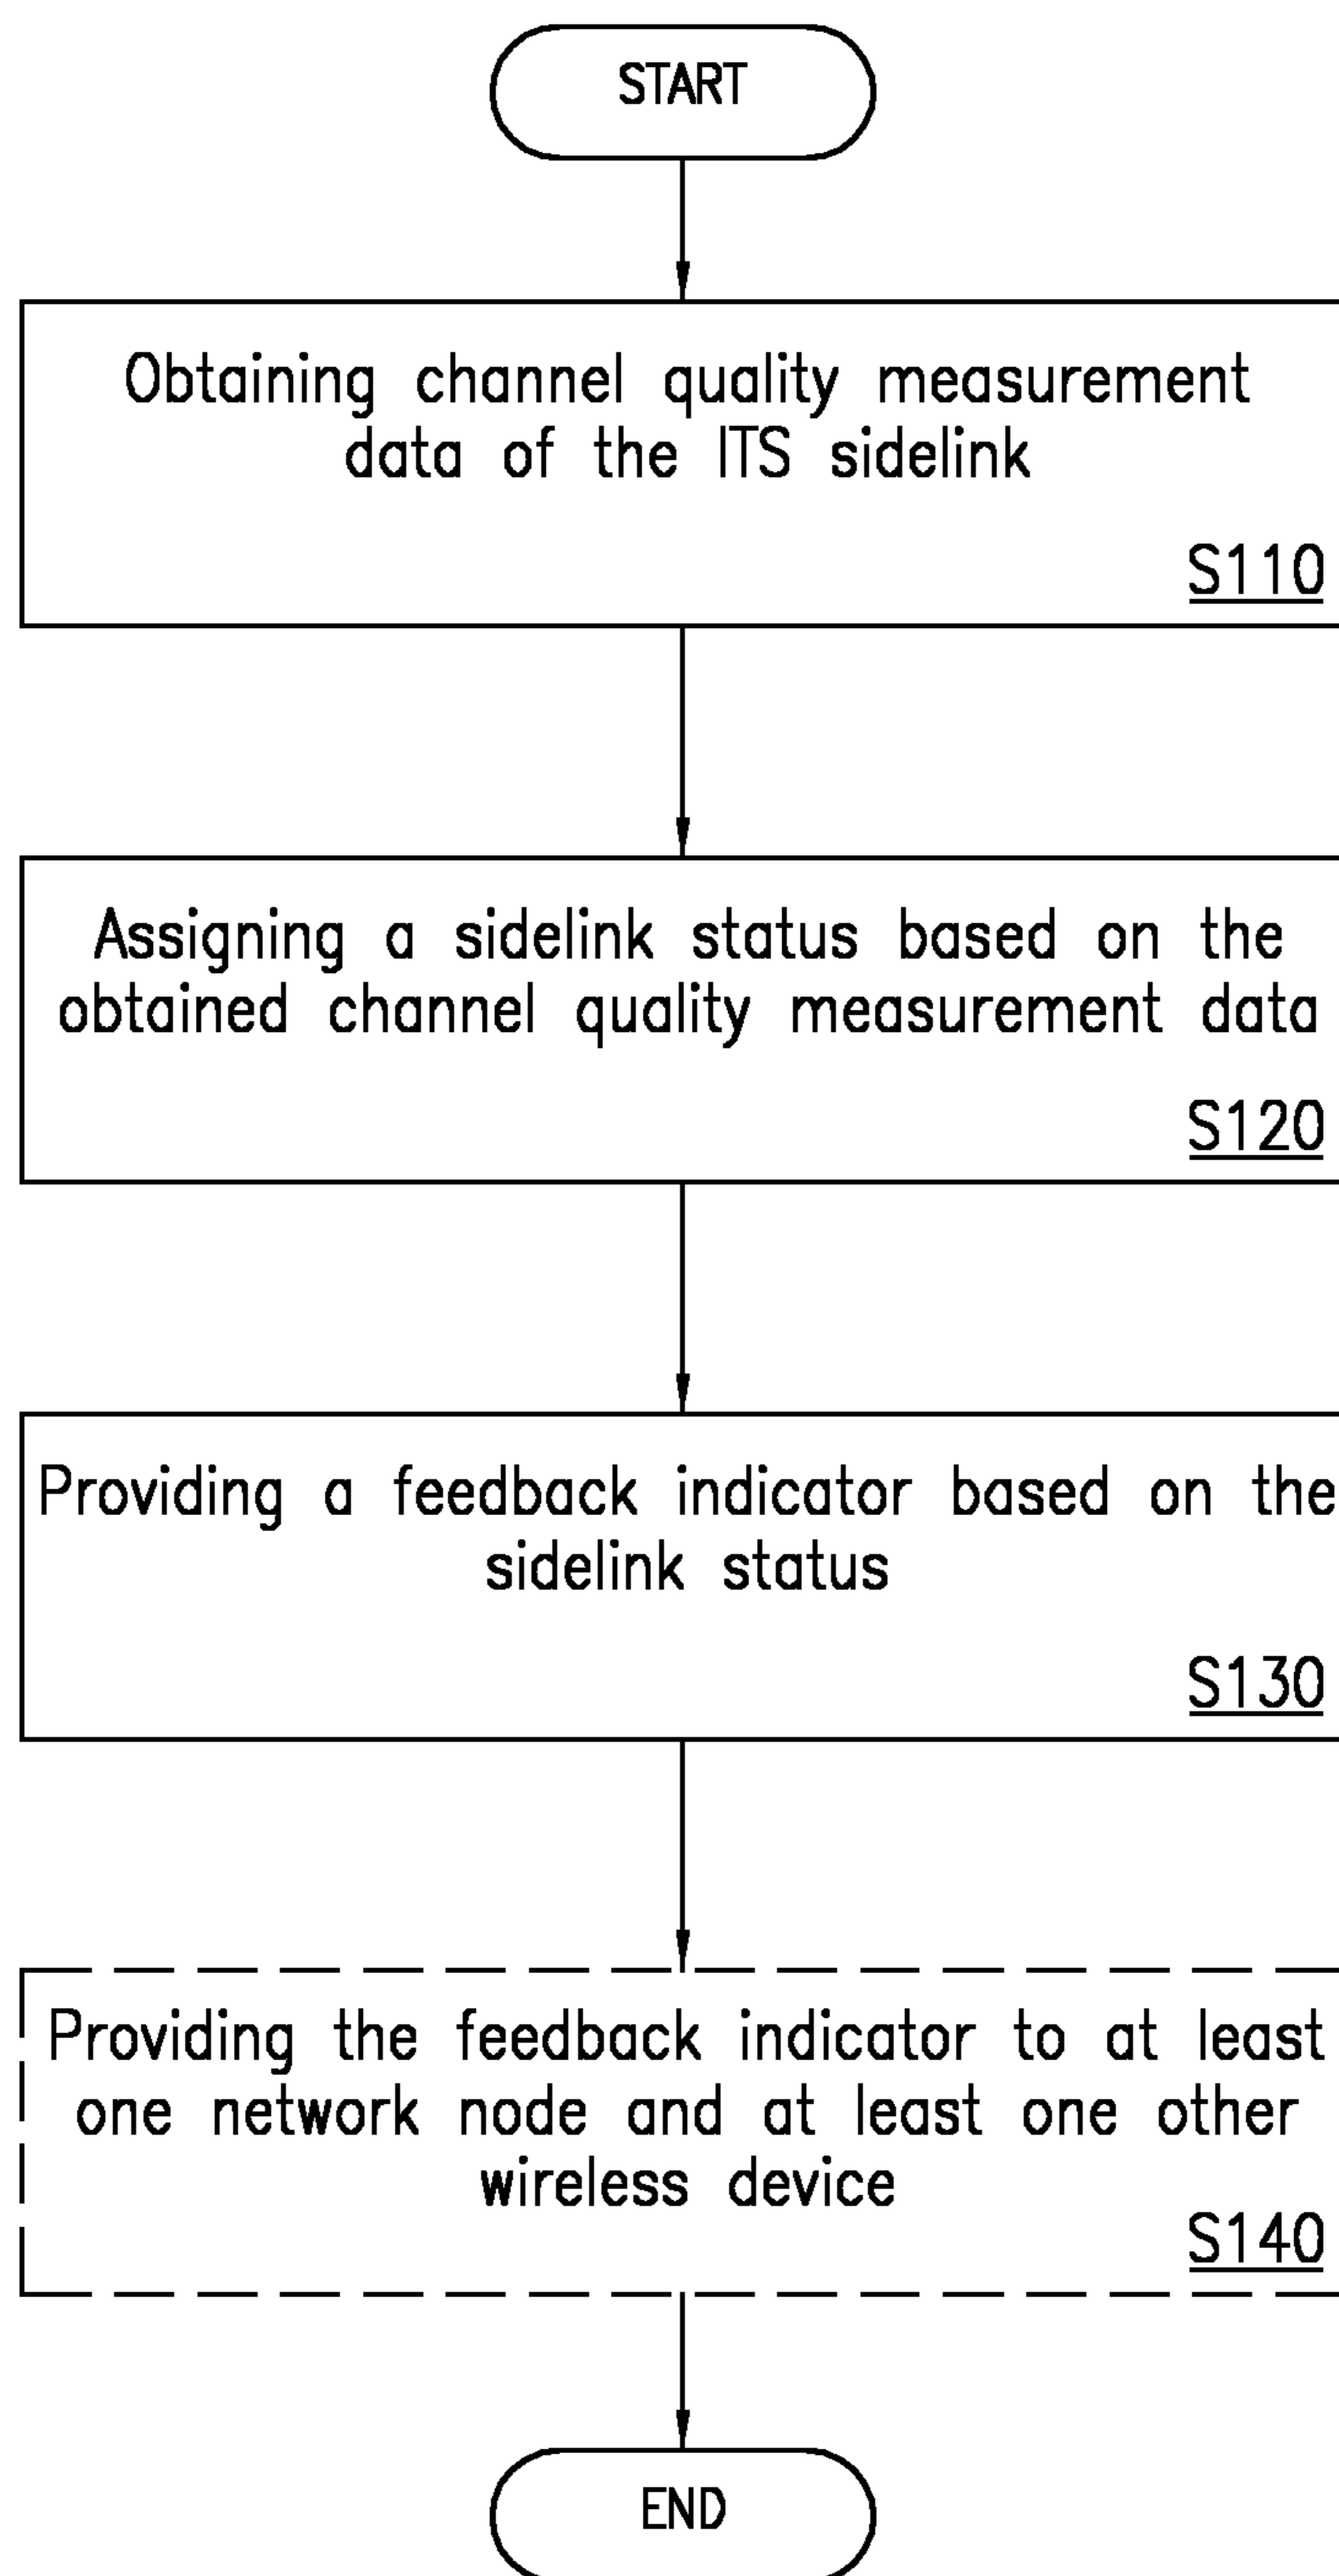 START
Obtaining channel quality measurement
data of the ITS sidelink
S110
Assigning a sidelink status based on the
obtained channel quality measurement data
S120
Providing a feedback indicator based on the
sidelink status
S130
Providing the feedback indicator to at least
one network node and at least one other
wireless device
S140
END